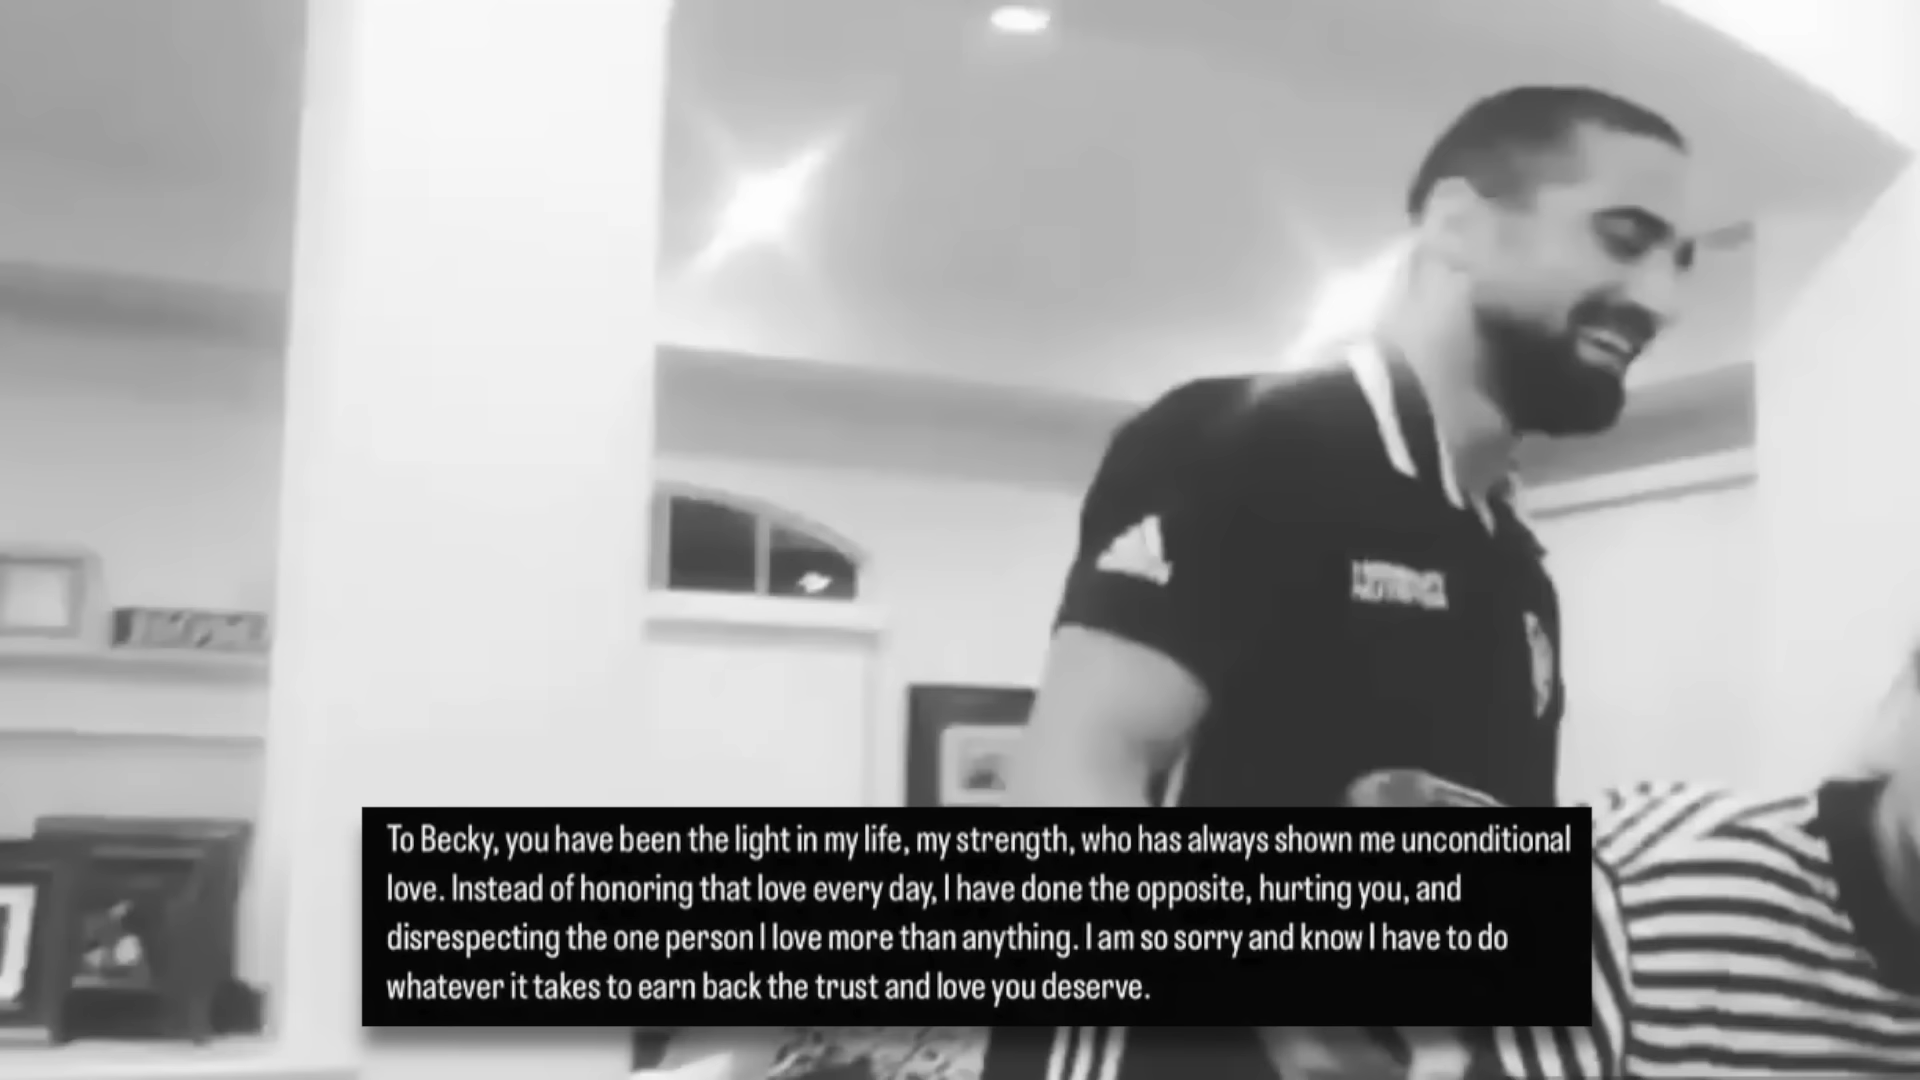 To Becky, you have been the light in my life, my strength, who has always shown me unconditional
love. Instead of honoring that love every day, I have done the opposite, hurting you, and
disrespecting the one person I love more than anything. I am so sorry and know I have to do
whatever it takes to earn back the trust and love you deserve.